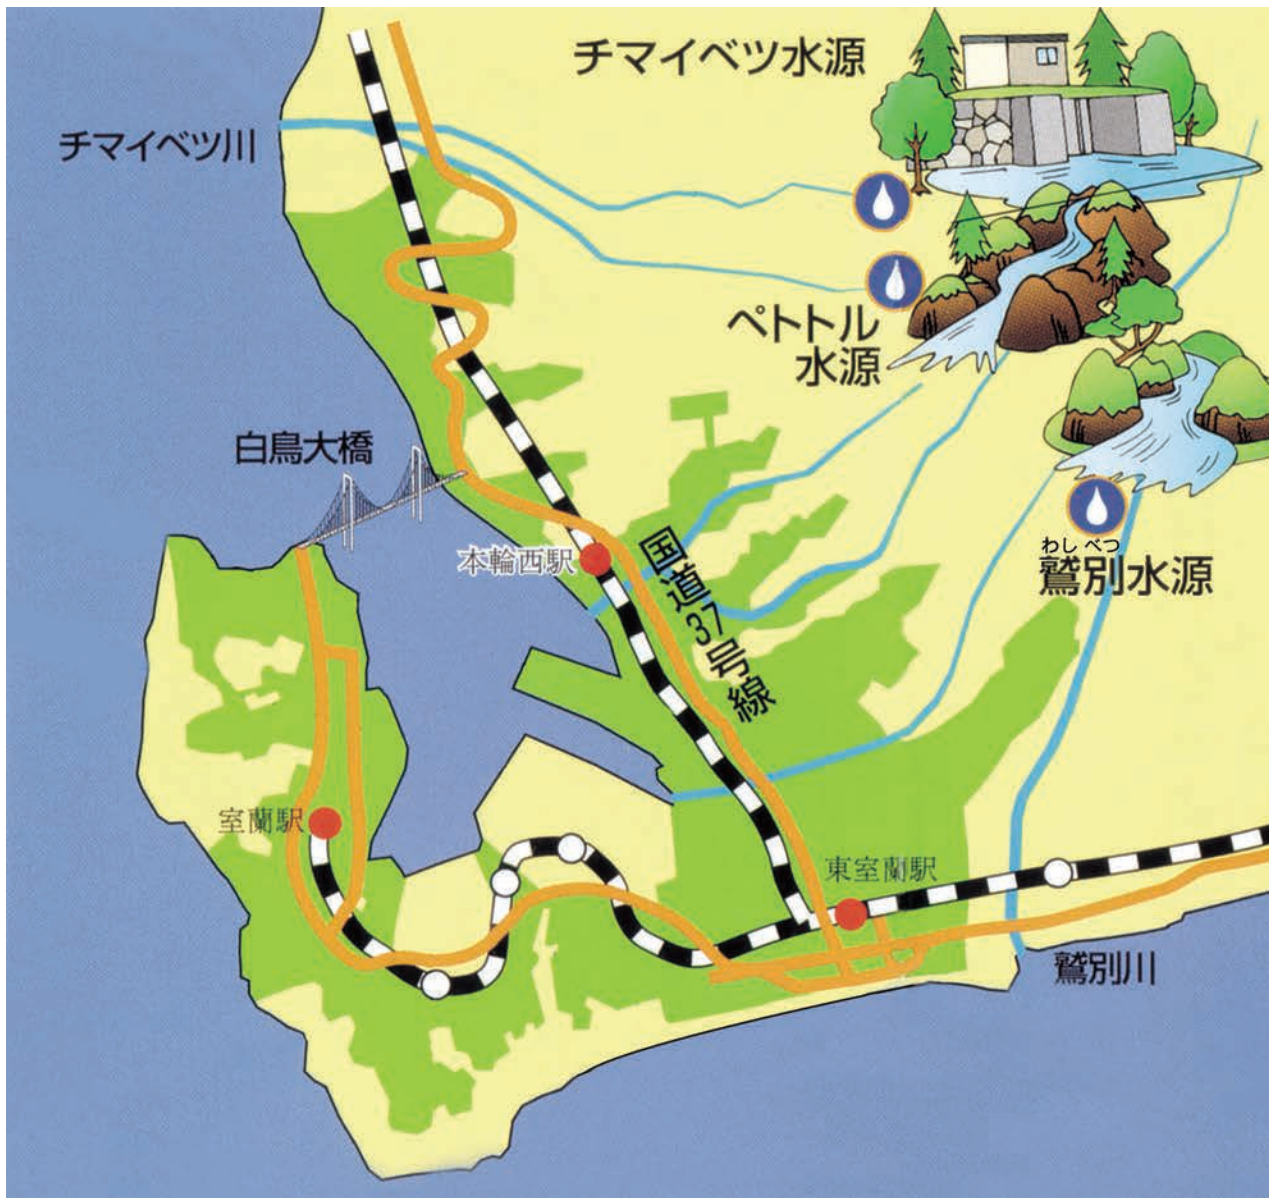 チマイベツ水源
チマイベツ川
ペトトル
水源
白鳥大橋
本輪西駅
国道37号線
わしべつ
鷲別水源
室蘭駅
東室蘭駅
鷲別川